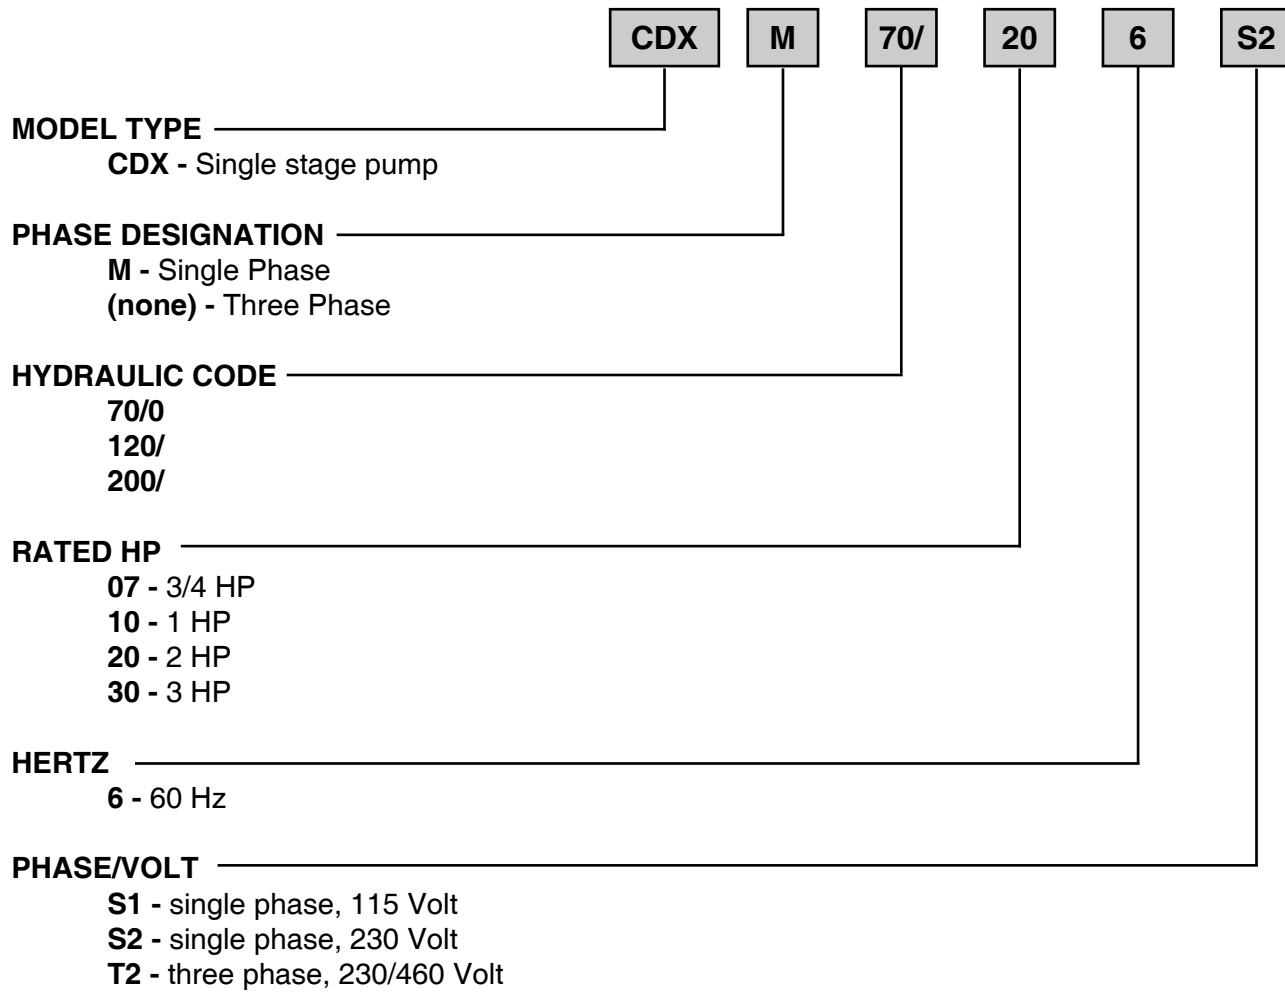 CDX M 70/ 20 6 S2
MODEL TYPE
CDX - Single stage pump
PHASE DESIGNATION
M - Single Phase
(none) - Three Phase
HYDRAULIC CODE
70/0
120/
200/
RATED HP
07 - 3/4 HP
10 - 1 HP
20 - 2 HP
30 - 3 HP
HERTZ
6 - 60 Hz
PHASE/VOLT
S1 - single phase, 115 Volt
S2 - single phase, 230 Volt
T2 - three phase, 230/460 Volt